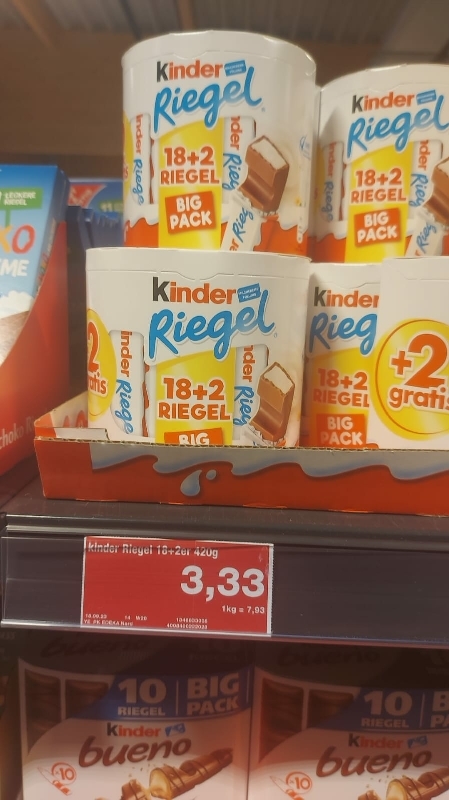 kinder
Riegel
18+2
RIEGEL
BIG
PACK
kinder
Riegel
18+2
RIEGEL
BIG
PACK
kinder
Riegel
18+2
RIEGEL
BIG
2
gratis
kinder
Rieg
18+2
RIEGEL
BIG
PACK
+2
gratis
kinder Riegel 18+2er 420g
3,33
1kg = 7,93
10
RIEGEL
BIG
PACK
kinder
bueno
10
RIEGEL
kinder
bueno